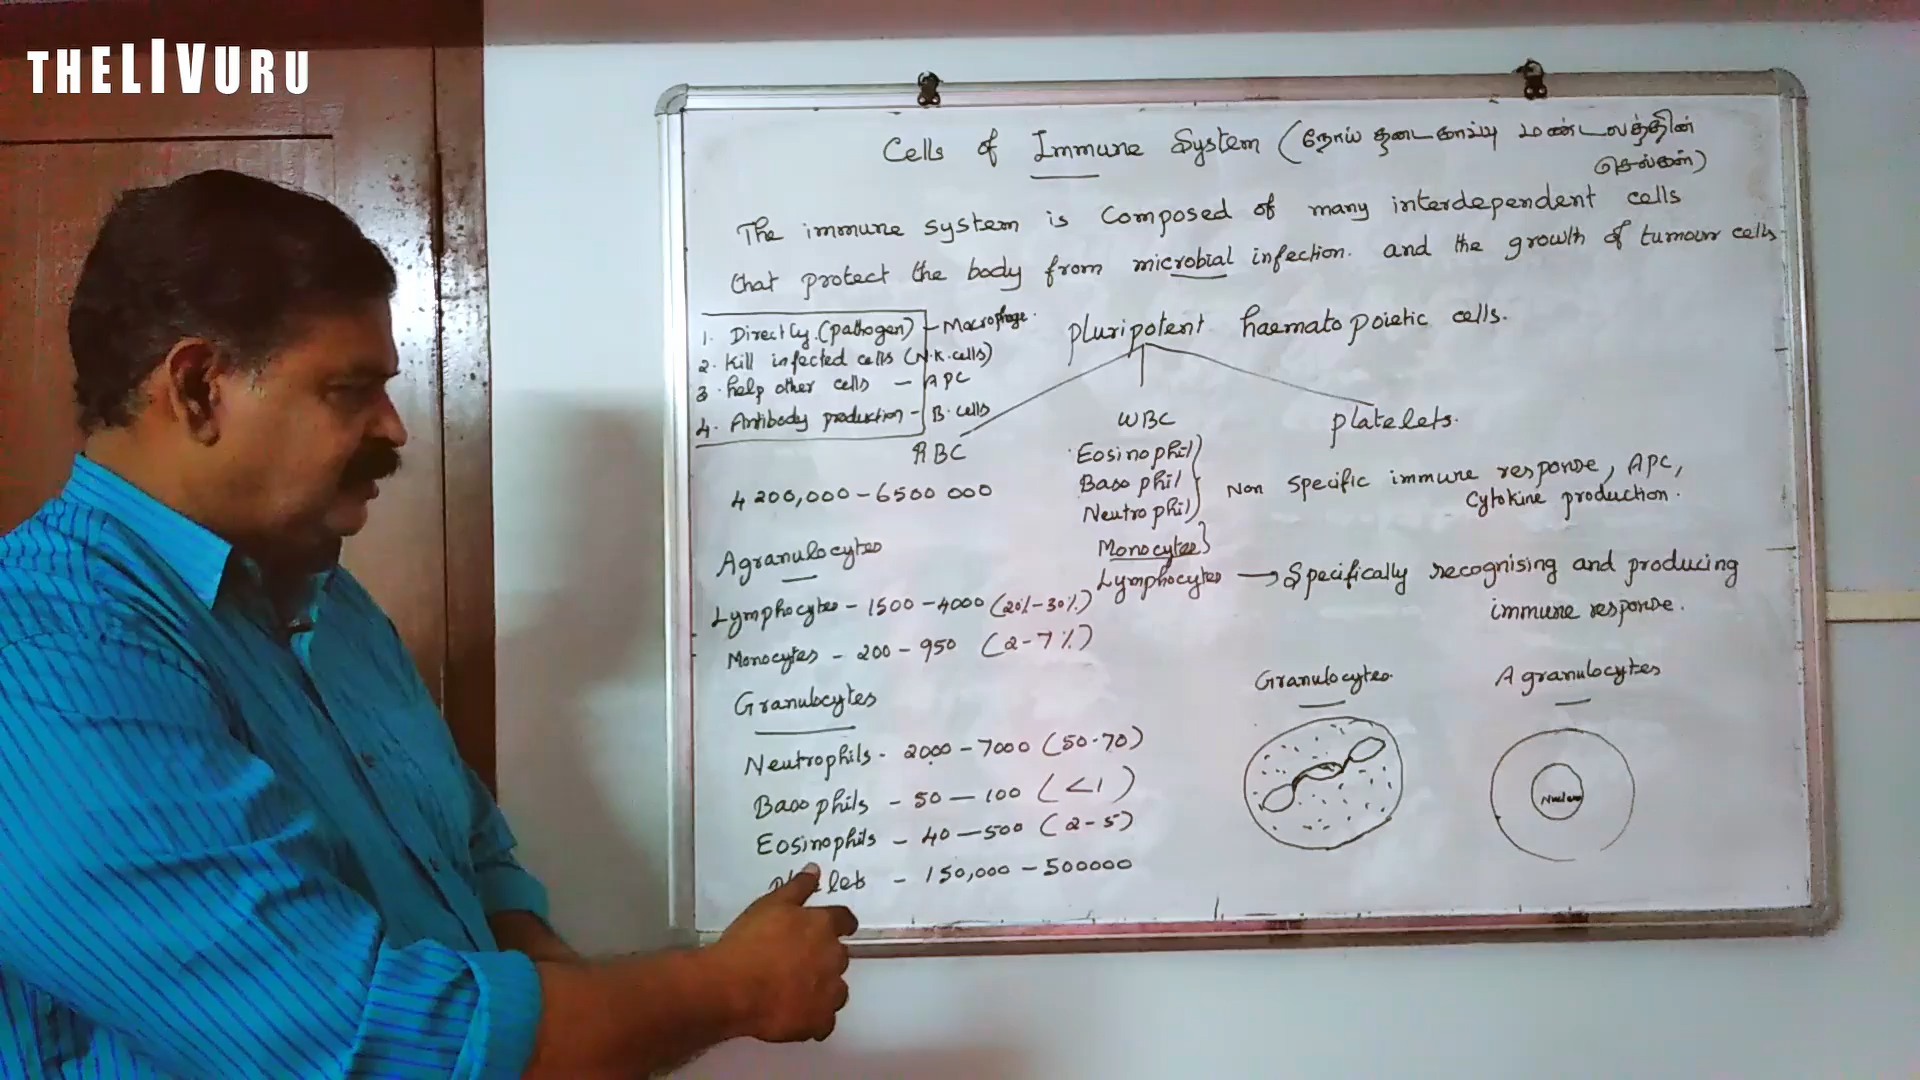 THELIVURU
Cells of Immune System (நோய் தடைகாப்பு மண்டலத்தின்
செல்கள்)
The immune system is composed of many interdependent cells
that protect the body from microbial infection. and the growth of tumour cells.
1. Directly.(pathogen) - Macrophage.
2. Kill infected cells (N.K.cells)
3. help other cells - APC
4. Antibody production - B.cells
pluripotent haemato poietic cells.
RBC
WBC
platelets.
4 200,000-6500 000
Eosinophil
Baso phil
Neutrophil
Non Specific immune response, APC,
Cytokine production.
Monocytes
Lymphocytes → Specifically recognising and producing
immune response.
Agranulocytes
Lymphocytes - 1500-4000 (20%-30%)
Monocytes - 200-950 (2-7%)
Granulocytes
Neutrophils - 2000-7000 (50-70)
Basophils - 50-100 (<1)
Eosinophils - 40-500 (2-5)
- 150,000-500000
Granulocytes.
Agranulocytes